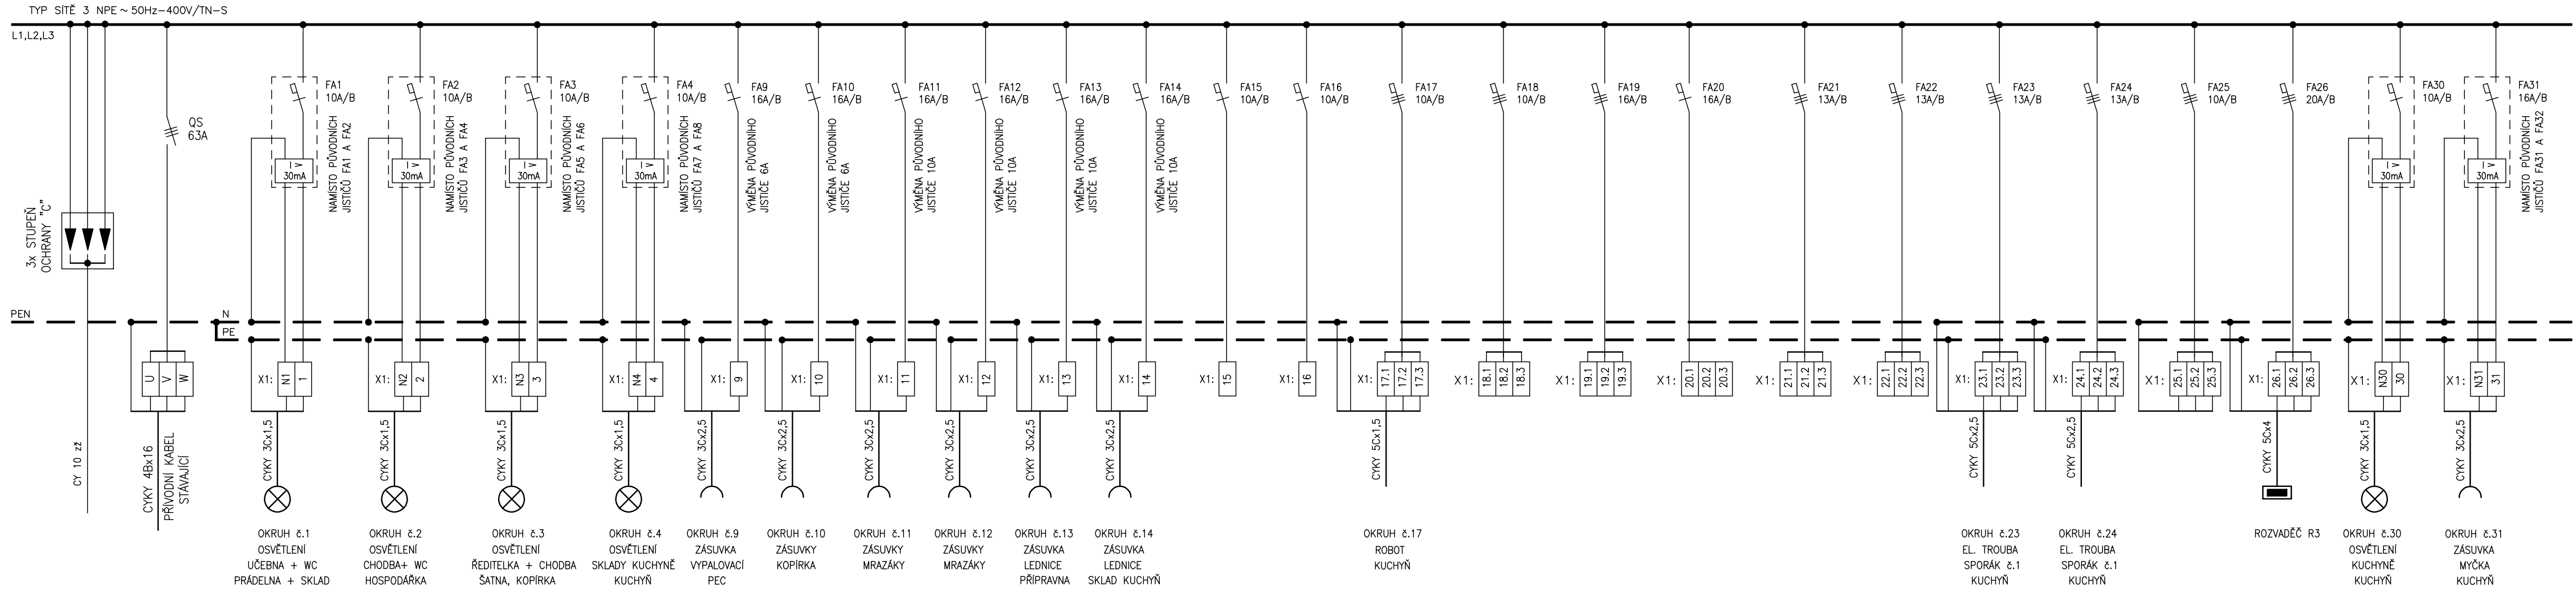 TYP SÍTĚ 3 NPE ~ 50Hz-400V/TN-S
L1,L2,L3
3x STUPEŇ
OCHRANY "C"
CY 10 zž
QS
63A
PEN
N
PE
U
V
W
CYKY 4Bx16
PŘÍVODNÍ KABEL
STÁVAJÍCÍ
FA1
10A/B
I > V
30mA
NAMÍSTO PŮVODNÍCH
JISTIČŮ FA1 A FA2
X1:
N1
1
CYKY 3Cx1,5
OKRUH č.1
OSVĚTLENÍ
UČEBNA + WC
PRÁDELNA + SKLAD
FA2
10A/B
I > V
30mA
NAMÍSTO PŮVODNÍCH
JISTIČŮ FA3 A FA4
X1:
N2
2
CYKY 3Cx1,5
OKRUH č.2
OSVĚTLENÍ
CHODBA+ WC
HOSPODÁŘKA
FA3
10A/B
I > V
30mA
NAMÍSTO PŮVODNÍCH
JISTIČŮ FA5 A FA6
X1:
N3
3
CYKY 3Cx1,5
OKRUH č.3
OSVĚTLENÍ
ŘEDITELKA + CHODBA
ŠATNA, KOPÍRKA
FA4
10A/B
I > V
30mA
NAMÍSTO PŮVODNÍCH
JISTIČŮ FA7 A FA8
X1:
N4
4
CYKY 3Cx1,5
OKRUH č.4
OSVĚTLENÍ
SKLADY KUCHYNĚ
KUCHYŇ
FA9
16A/B
VÝMĚNA PŮVODNÍHO
JISTIČE 6A
X1:
9
CYKY 3Cx2,5
OKRUH č.9
ZÁSUVKA
VYPALOVACÍ
PEC
FA10
16A/B
VÝMĚNA PŮVODNÍHO
JISTIČE 6A
X1:
10
CYKY 3Cx2,5
OKRUH č.10
ZÁSUVKY
KOPÍRKA
FA11
16A/B
VÝMĚNA PŮVODNÍHO
JISTIČE 10A
X1:
11
CYKY 3Cx2,5
OKRUH č.11
ZÁSUVKY
MRAZÁKY
FA12
16A/B
VÝMĚNA PŮVODNÍHO
JISTIČE 10A
X1:
12
CYKY 3Cx2,5
OKRUH č.12
ZÁSUVKY
MRAZÁKY
FA13
16A/B
VÝMĚNA PŮVODNÍHO
JISTIČE 10A
X1:
13
CYKY 3Cx2,5
OKRUH č.13
ZÁSUVKA
LEDNICE
PŘÍPRAVNA
FA14
16A/B
VÝMĚNA PŮVODNÍHO
JISTIČE 10A
X1:
14
CYKY 3Cx2,5
OKRUH č.14
ZÁSUVKA
LEDNICE
SKLAD KUCHYŇ
FA15
10A/B
X1:
15
FA16
10A/B
X1:
16
FA17
10A/B
X1:
17.1
17.2
17.3
CYKY 5Cx1,5
OKRUH č.17
ROBOT
KUCHYŇ
FA18
10A/B
X1:
18.1
18.2
18.3
FA19
16A/B
X1:
19.1
19.2
19.3
FA20
16A/B
X1:
20.1
20.2
20.3
FA21
13A/B
X1:
21.1
21.2
21.3
FA22
13A/B
X1:
22.1
22.2
22.3
FA23
13A/B
X1:
23.1
23.2
23.3
CYKY 5Cx2,5
OKRUH č.23
EL. TROUBA
SPORÁK č.1
KUCHYŇ
FA24
13A/B
X1:
24.1
24.2
24.3
CYKY 5Cx2,5
OKRUH č.24
EL. TROUBA
SPORÁK č.1
KUCHYŇ
FA25
10A/B
X1:
25.1
25.2
25.3
FA26
20A/B
X1:
26.1
26.2
26.3
CYKY 5Cx4
ROZVADĚČ R3
FA30
10A/B
I > V
30mA
X1:
N30
30
CYKY 3Cx1,5
OKRUH č.30
OSVĚTLENÍ
KUCHYNĚ
KUCHYŇ
FA31
16A/B
I > V
30mA
NAMÍSTO PŮVODNÍCH
JISTIČŮ FA31 A FA32
X1:
N31
31
CYKY 3Cx2,5
OKRUH č.31
ZÁSUVKA
MYČKA
KUCHYŇ